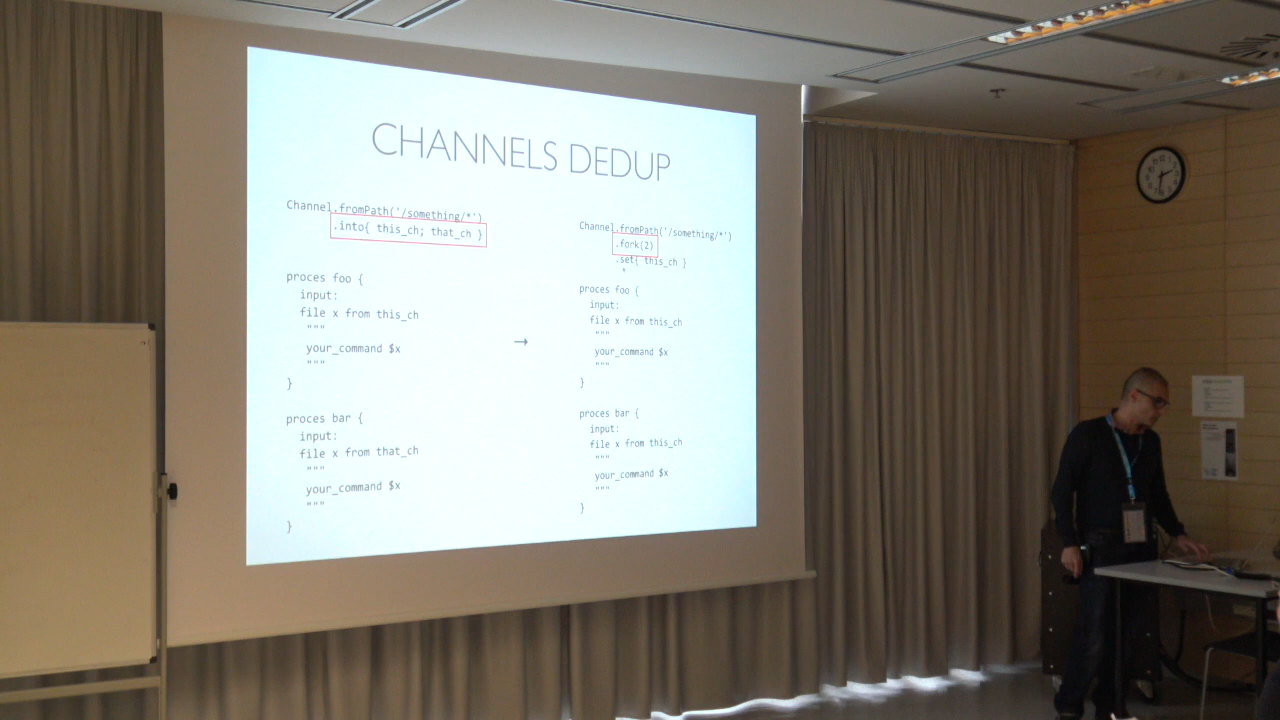 CHANNELS DEDUP
Channel.fromPath('/something/*')
.into{ this_ch; that_ch }
proces foo {
input:
file x from this_ch
"""
your_command $x
"""
}
proces bar {
input:
file x from that_ch
"""
your_command $x
"""
}
→
Channel.fromPath('/something/*')
.fork(2)
.set{ this_ch }
proces foo {
input:
file x from this_ch
"""
your_command $x
"""
}
proces bar {
input:
file x from this_ch
"""
your_command $x
"""
}